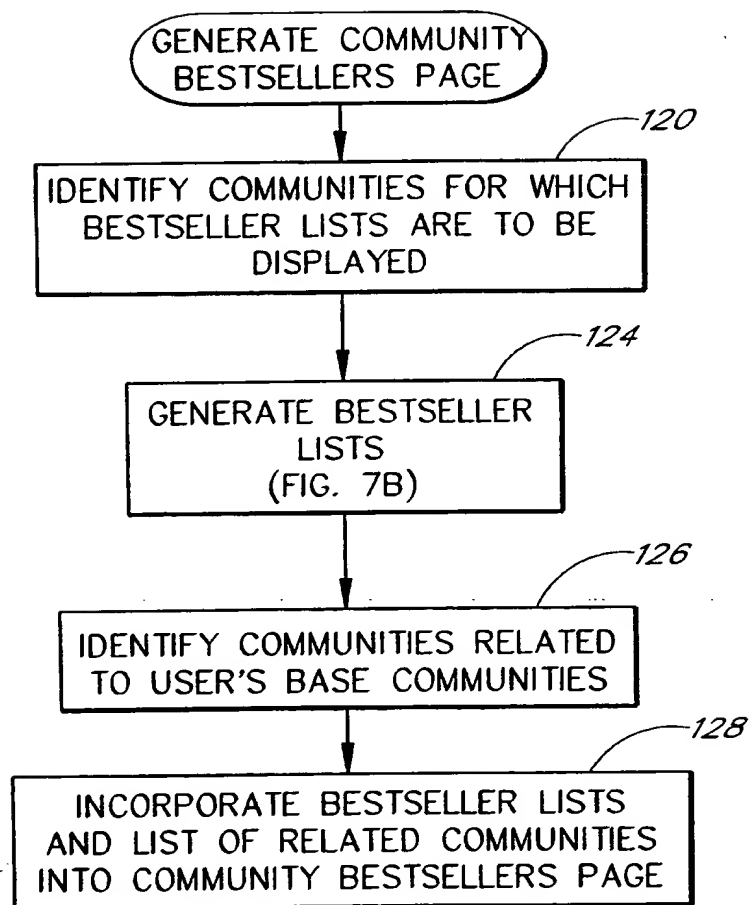 GENERATE COMMUNITY
BESTSELLERS PAGE
120
IDENTIFY COMMUNITIES FOR WHICH
BESTSELLER LISTS ARE TO BE
DISPLAYED
124
GENERATE BESTSELLER
LISTS
(FIG. 7B)
126
IDENTIFY COMMUNITIES RELATED
TO USER'S BASE COMMUNITIES
128
INCORPORATE BESTSELLER LISTS
AND LIST OF RELATED COMMUNITIES
INTO COMMUNITY BESTSELLERS PAGE